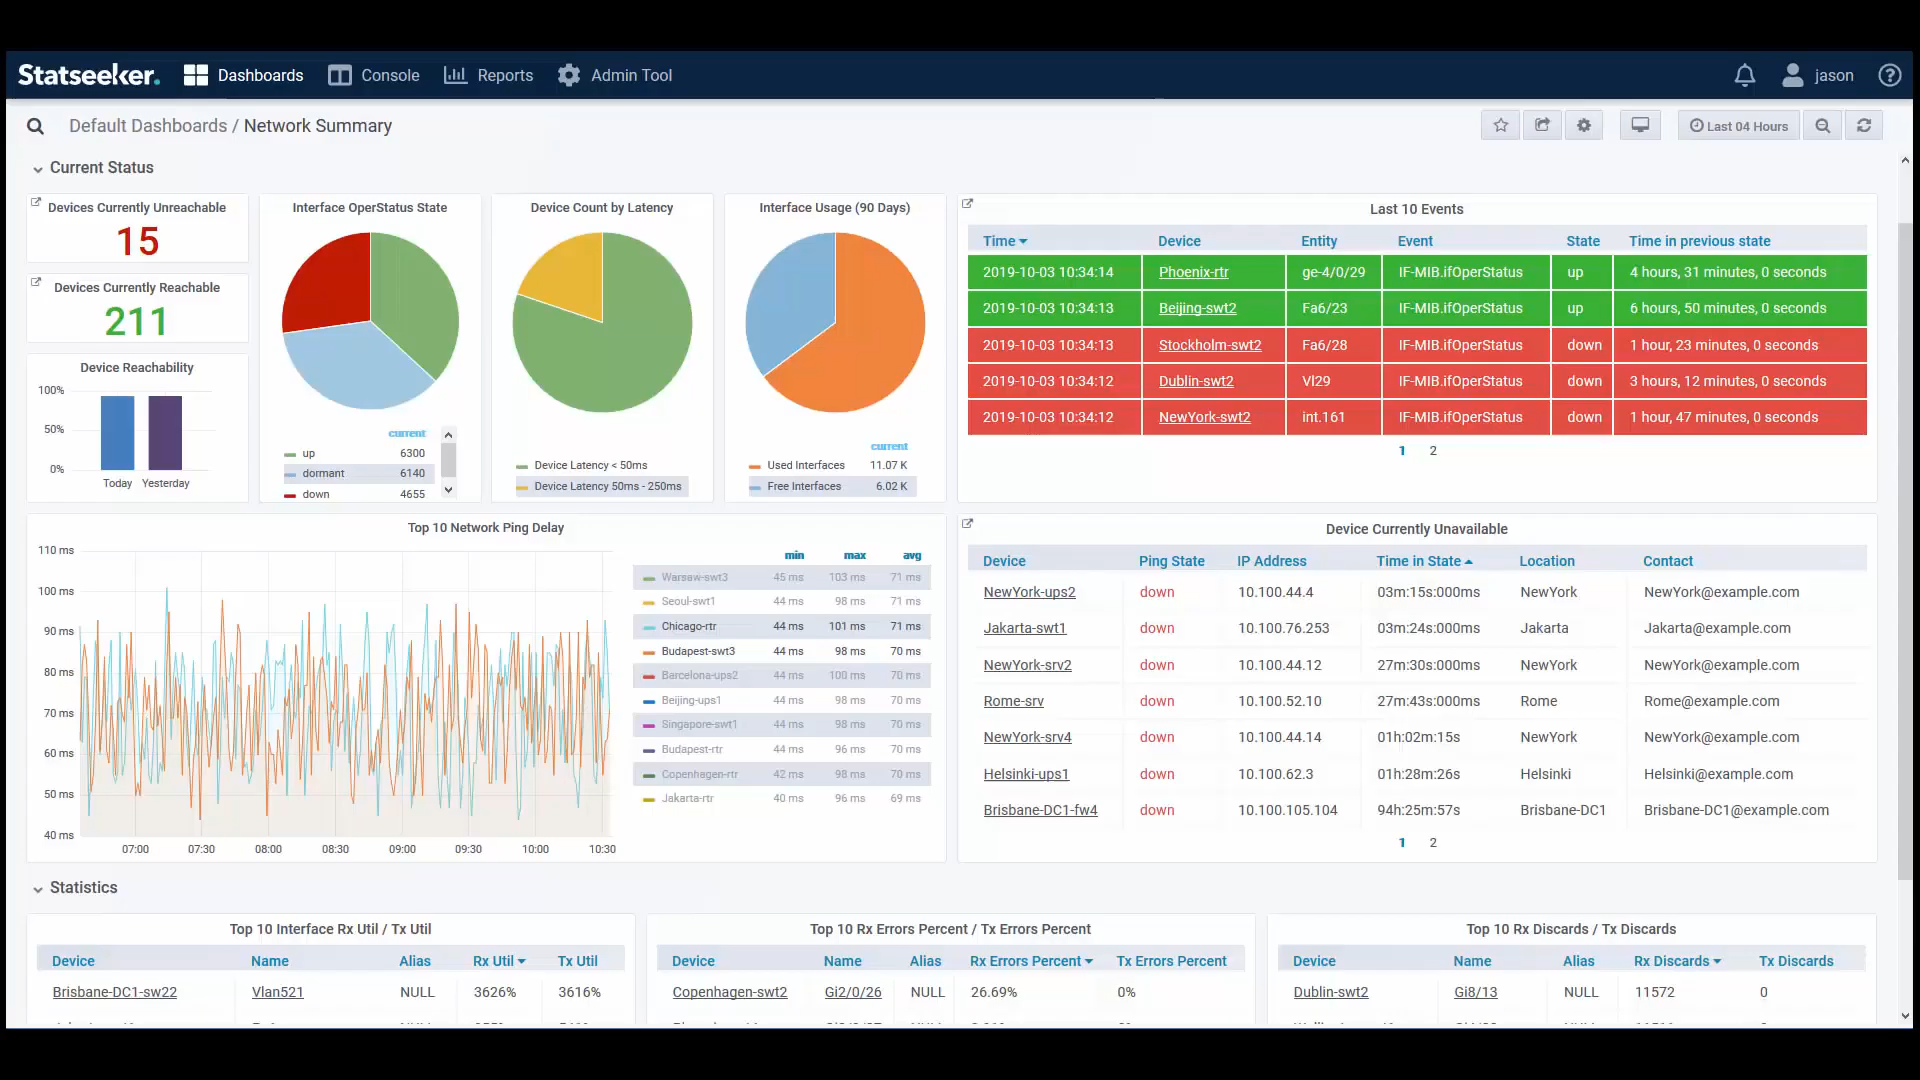 Statseeker. Dashboards Console Reports Admin Tool jason
Default Dashboards / Network Summary Last 04 Hours
Current Status
Devices Currently Unreachable
15
Devices Currently Reachable
211
Device Reachability
100%
50%
0%
Today Yesterday
Interface OperStatus State
current
up 6300
dormant 6140
down 4655
Device Count by Latency
Device Latency < 50ms
Device Latency 50ms - 250ms
Interface Usage (90 Days)
current
Used Interfaces 11.07 K
Free Interfaces 6.02 K
Last 10 Events
Time Device Entity Event State Time in previous state
2019-10-03 10:34:14 Phoenix-rtr ge-4/0/29 IF-MIB.ifOperStatus up 4 hours, 31 minutes, 0 seconds
2019-10-03 10:34:13 Beijing-swt2 Fa6/23 IF-MIB.ifOperStatus up 6 hours, 50 minutes, 0 seconds
2019-10-03 10:34:13 Stockholm-swt2 Fa6/28 IF-MIB.ifOperStatus down 1 hour, 23 minutes, 0 seconds
2019-10-03 10:34:12 Dublin-swt2 Vl29 IF-MIB.ifOperStatus down 3 hours, 12 minutes, 0 seconds
2019-10-03 10:34:12 NewYork-swt2 int.161 IF-MIB.ifOperStatus down 1 hour, 47 minutes, 0 seconds
1 2
Top 10 Network Ping Delay
110 ms
100 ms
90 ms
80 ms
70 ms
60 ms
50 ms
40 ms
07:00 07:30 08:00 08:30 09:00 09:30 10:00 10:30
min max avg
Warsaw-swt3 45 ms 103 ms 71 ms
Seoul-swt1 44 ms 98 ms 71 ms
Chicago-rtr 44 ms 101 ms 71 ms
Budapest-swt3 44 ms 98 ms 70 ms
Barcelona-ups2 44 ms 100 ms 70 ms
Beijing-ups1 44 ms 98 ms 70 ms
Singapore-swt1 44 ms 98 ms 70 ms
Budapest-rtr 44 ms 96 ms 70 ms
Copenhagen-rtr 42 ms 98 ms 70 ms
Jakarta-rtr 40 ms 96 ms 69 ms
Device Currently Unavailable
Device Ping State IP Address Time in State Location Contact
NewYork-ups2 down 10.100.44.4 03m:15s:000ms NewYork NewYork@example.com
Jakarta-swt1 down 10.100.76.253 03m:24s:000ms Jakarta Jakarta@example.com
NewYork-srv2 down 10.100.44.12 27m:30s:000ms NewYork NewYork@example.com
Rome-srv down 10.100.52.10 27m:43s:000ms Rome Rome@example.com
NewYork-srv4 down 10.100.44.14 01h:02m:15s NewYork NewYork@example.com
Helsinki-ups1 down 10.100.62.3 01h:28m:26s Helsinki Helsinki@example.com
Brisbane-DC1-fw4 down 10.100.105.104 94h:25m:57s Brisbane-DC1 Brisbane-DC1@example.com
1 2
Statistics
Top 10 Interface Rx Util / Tx Util
Device Name Alias Rx Util Tx Util
Brisbane-DC1-sw22 Vlan521 NULL 3626% 3616%
Top 10 Rx Errors Percent / Tx Errors Percent
Device Name Alias Rx Errors Percent Tx Errors Percent
Copenhagen-swt2 Gi2/0/26 NULL 26.69% 0%
Top 10 Rx Discards / Tx Discards
Device Name Alias Rx Discards Tx Discards
Dublin-swt2 Gi8/13 NULL 11572 0